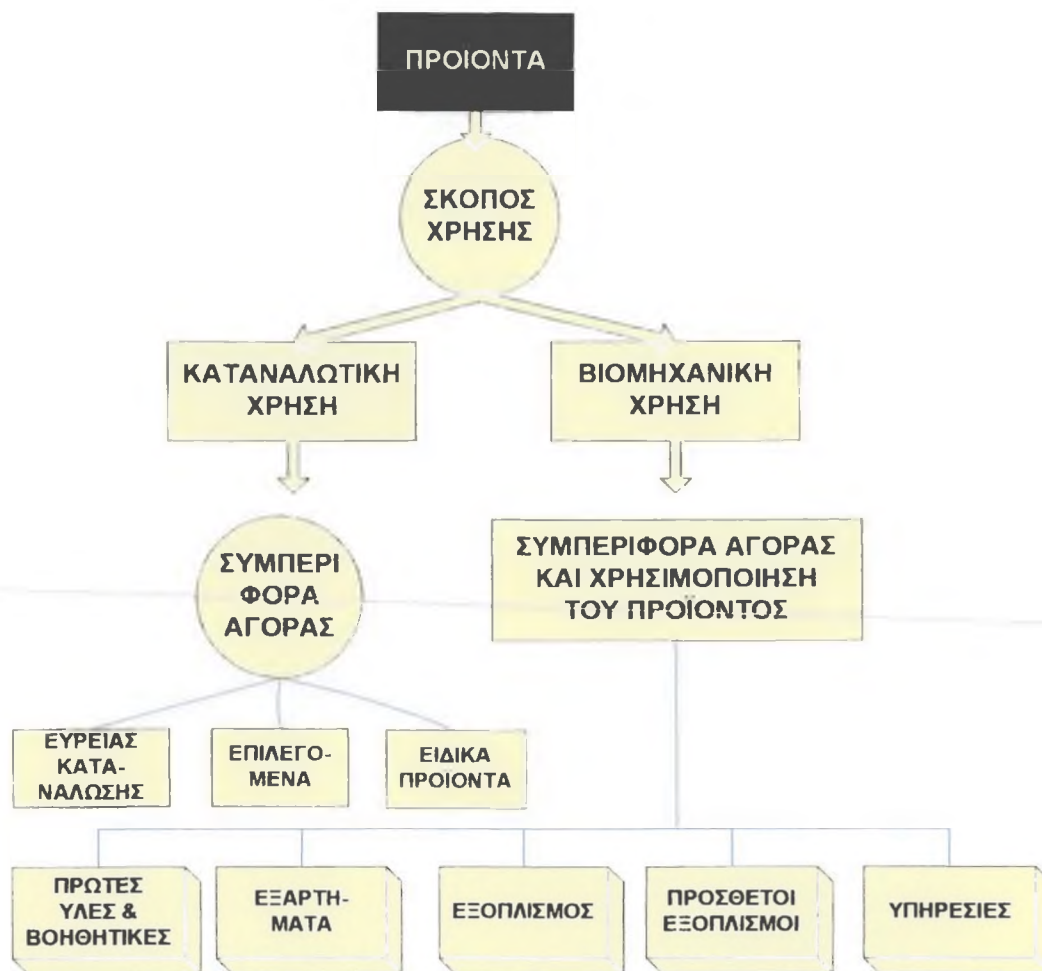 ΠΡΟΙΟΝΤΑ
ΣΚΟΠΟΣ
ΧΡΗΣΗΣ
ΚΑΤΑΝΑΛΩΤΙΚΗ
ΧΡΗΣΗ
ΒΙΟΜΗΧΑΝΙΚΗ
ΧΡΗΣΗ
ΣΥΜΠΕΡΙ
ΦΟΡΑ
ΑΓΟΡΑΣ
ΣΥΜΠΕΡΙΦΟΡΑ ΑΓΟΡΑΣ
ΚΑΙ ΧΡΗΣΙΜΟΠΟΙΗΣΗ
ΤΟΥ ΠΡΟΪΟΝΤΟΣ
ΕΥΡΕΙΑΣ
ΚΑΤΑ-
ΝΑΛΩΣΗΣ
ΕΠΙΛΕΓΟ-
ΜΕΝΑ
ΕΙΔΙΚΑ
ΠΡΟΙΟΝΤΑ
ΠΡΩΤΕΣ
ΥΛΕΣ &
ΒΟΗΘΗΤΙΚΕΣ
ΕΞΑΡΤΗ-
ΜΑΤΑ
ΕΞΟΠΛΙΣΜΟΣ
ΠΡΟΣΘΕΤΟΙ
ΕΞΟΠΛΙΣΜΟΙ
ΥΠΗΡΕΣΙΕΣ